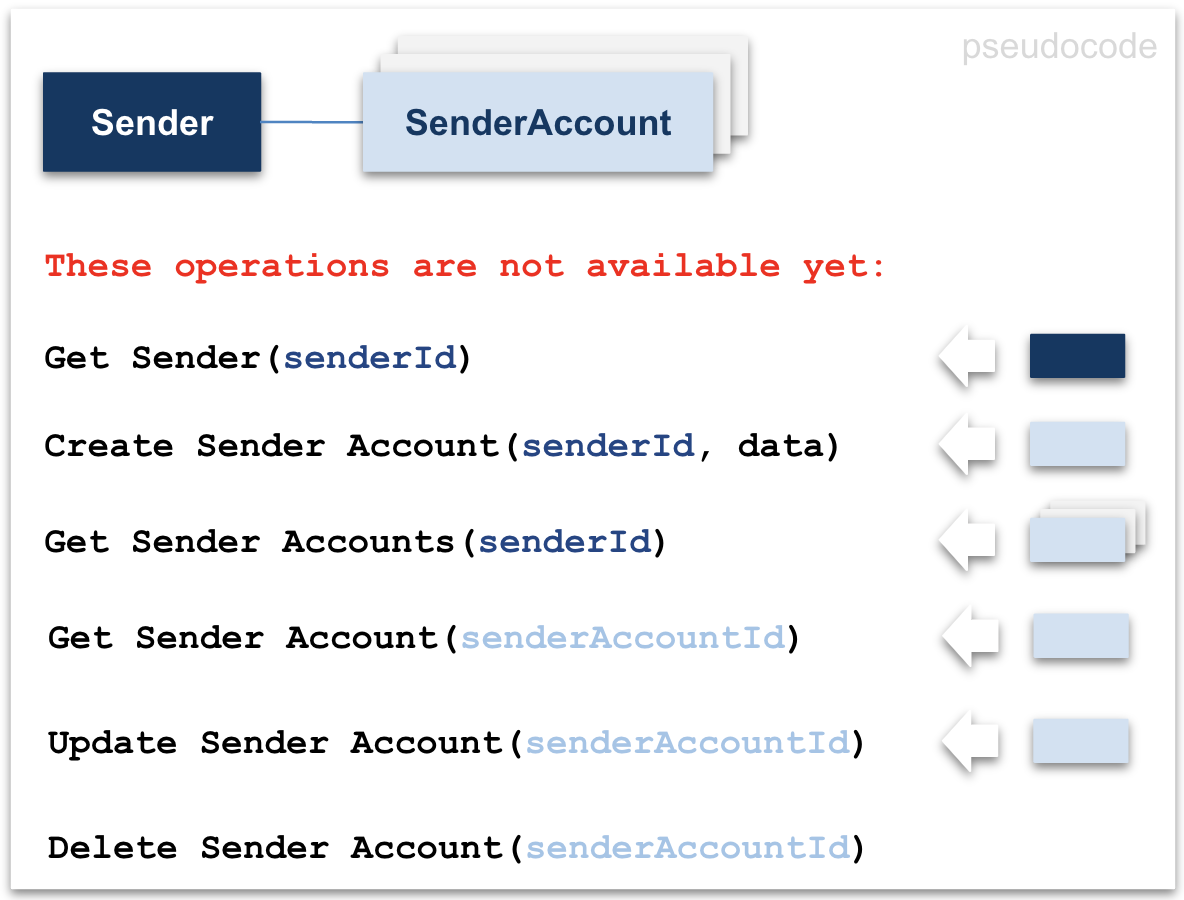 pseudocode
Sender
SenderAccount
These operations are not available yet:
Get Sender(senderId)
Create Sender Account(senderId, data)
Get Sender Accounts(senderId)
Get Sender Account(senderAccountId)
Update Sender Account(senderAccountId)
Delete Sender Account(senderAccountId)